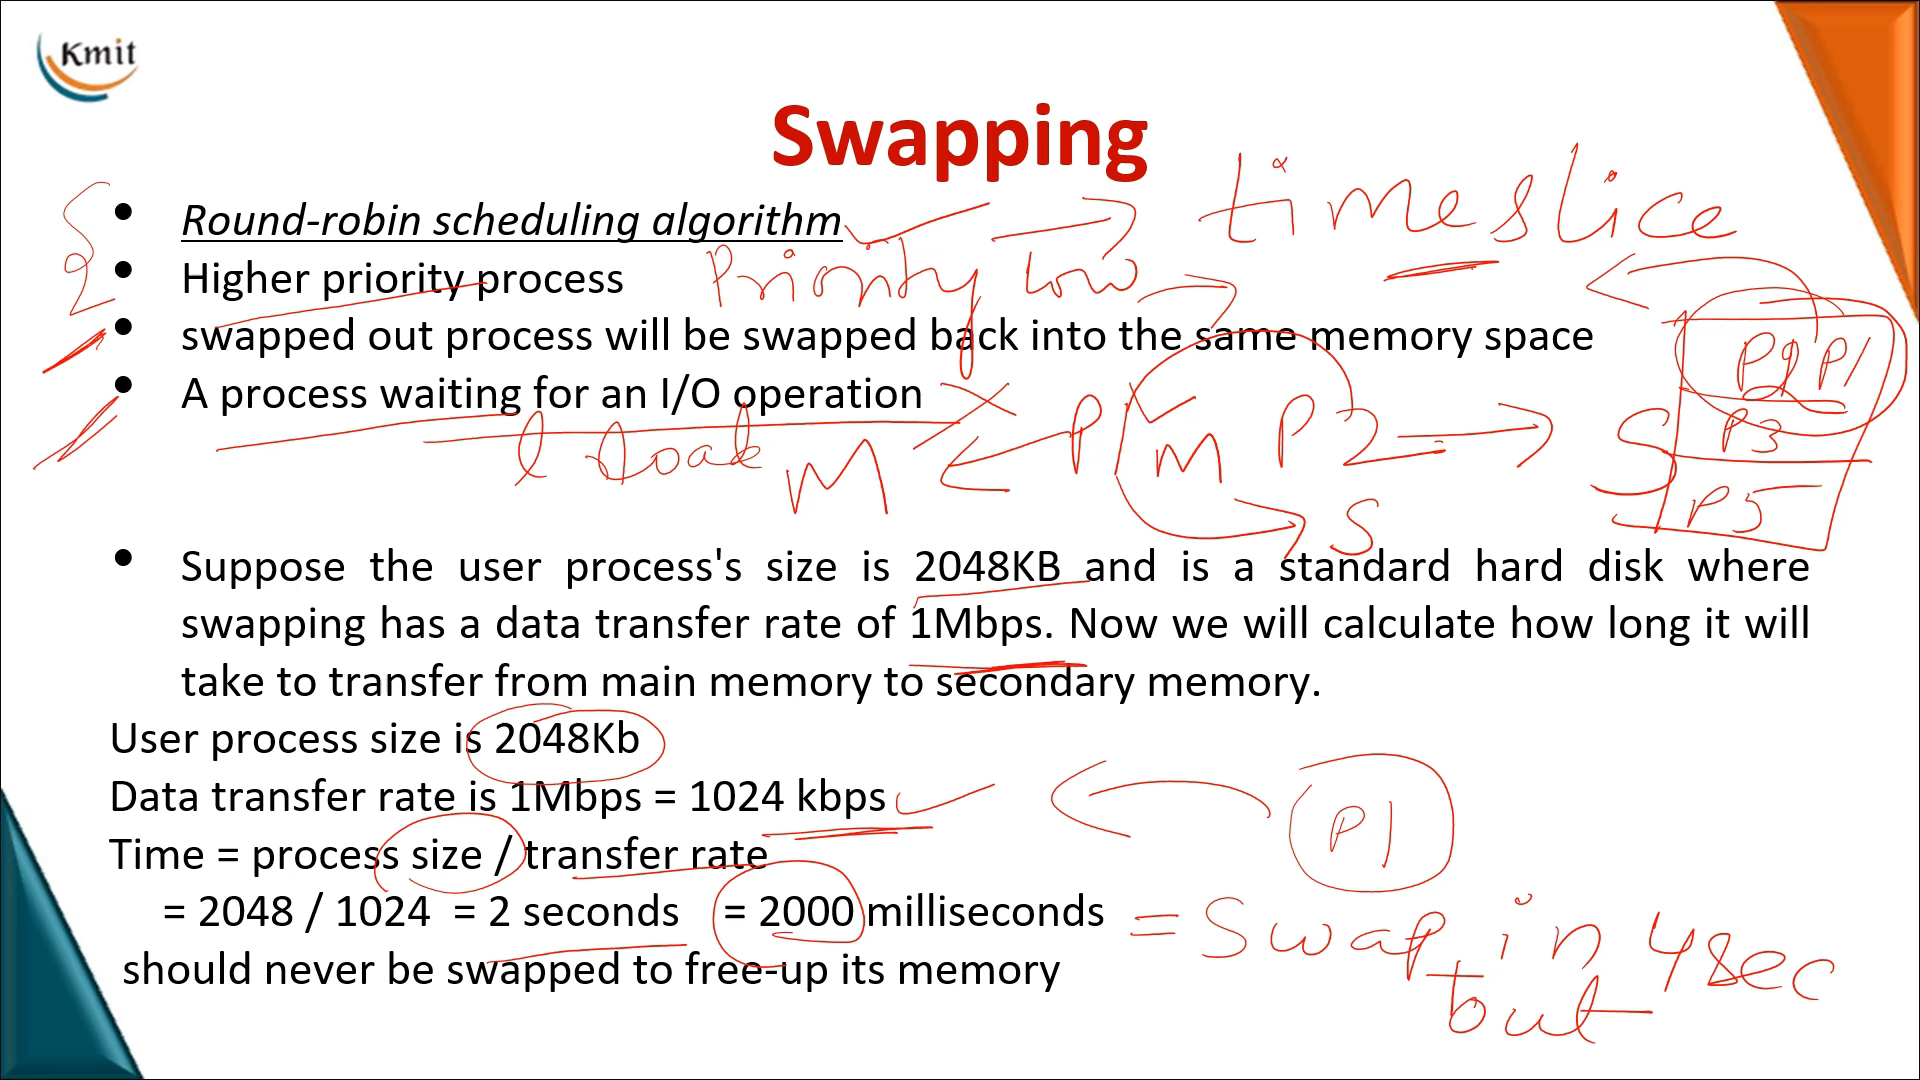 Kmit
Swapping
• Round-robin scheduling algorithm
timeslice
• Higher priority process
Priority low
• swapped out process will be swapped back into the same memory space
P1
• A process waiting for an I/O operation
M P M P2 S P3
S P5
• Suppose the user process's size is 2048KB and is a standard hard disk where
swapping has a data transfer rate of 1Mbps. Now we will calculate how long it will
take to transfer from main memory to secondary memory.
User process size is 2048Kb
Data transfer rate is 1Mbps = 1024 kbps
P1
Time = process size / transfer rate
= 2048 / 1024 = 2 seconds = 2000 milliseconds
= Swap in 4sec
should never be swapped to free-up its memory
+ out